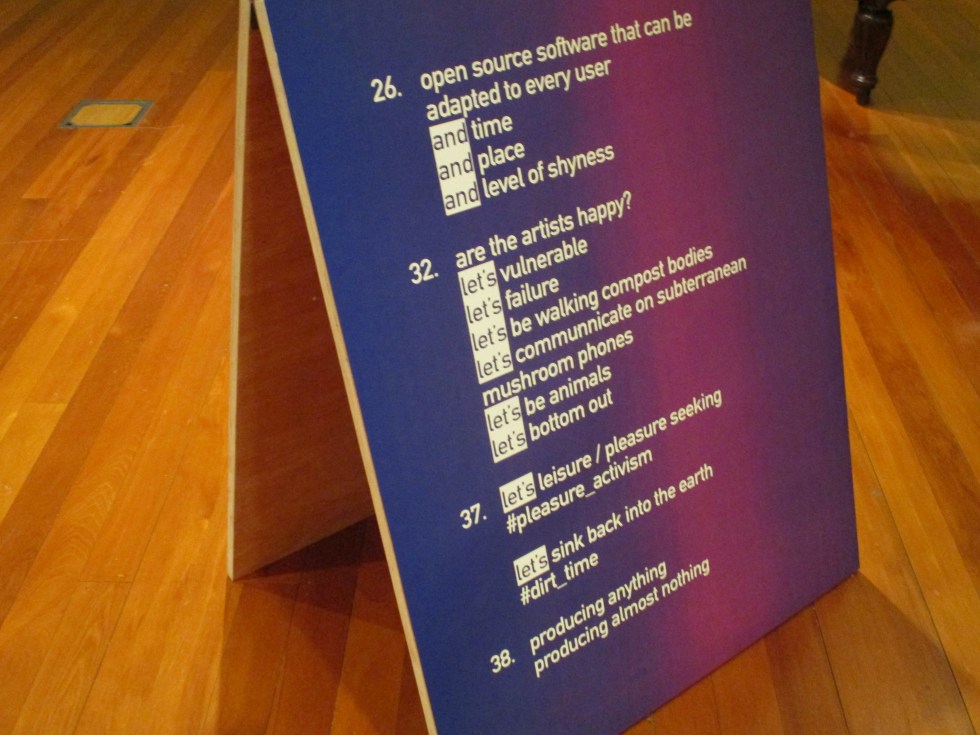 26. open source software that can be
adapted to every user
and time
and place
and level of shyness
32. are the artists happy?
let's vulnerable
let's failure
let's be walking compost bodies
let's communnicate on subterranean
mushroom phones
let's be animals
let's bottom out
37. let's leisure / pleasure seeking
#pleasure_activism
let's sink back into the earth
#dirt_time
38. producing anything
producing almost nothing